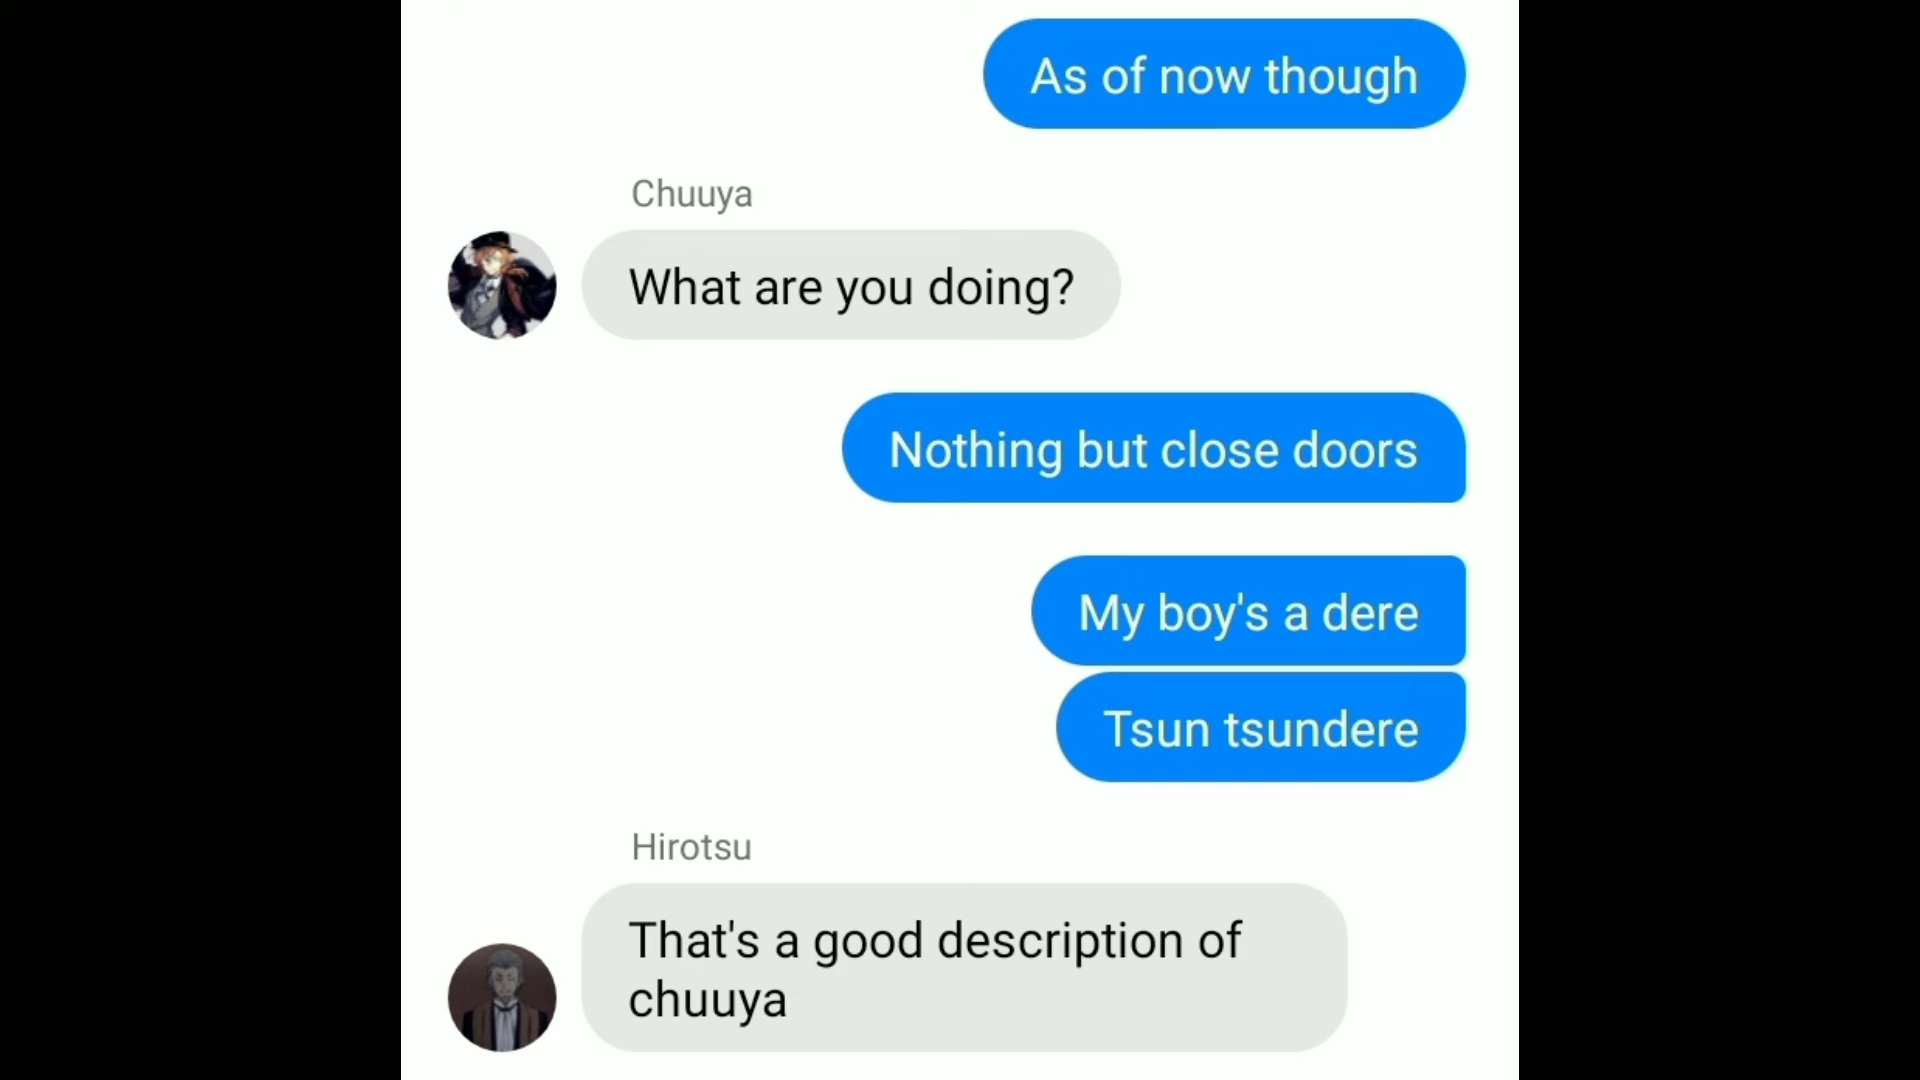 As of now though
Chuuya
What are you doing?
Nothing but close doors
My boy's a dere
Tsun tsundere
Hirotsu
That's a good description of
chuuya